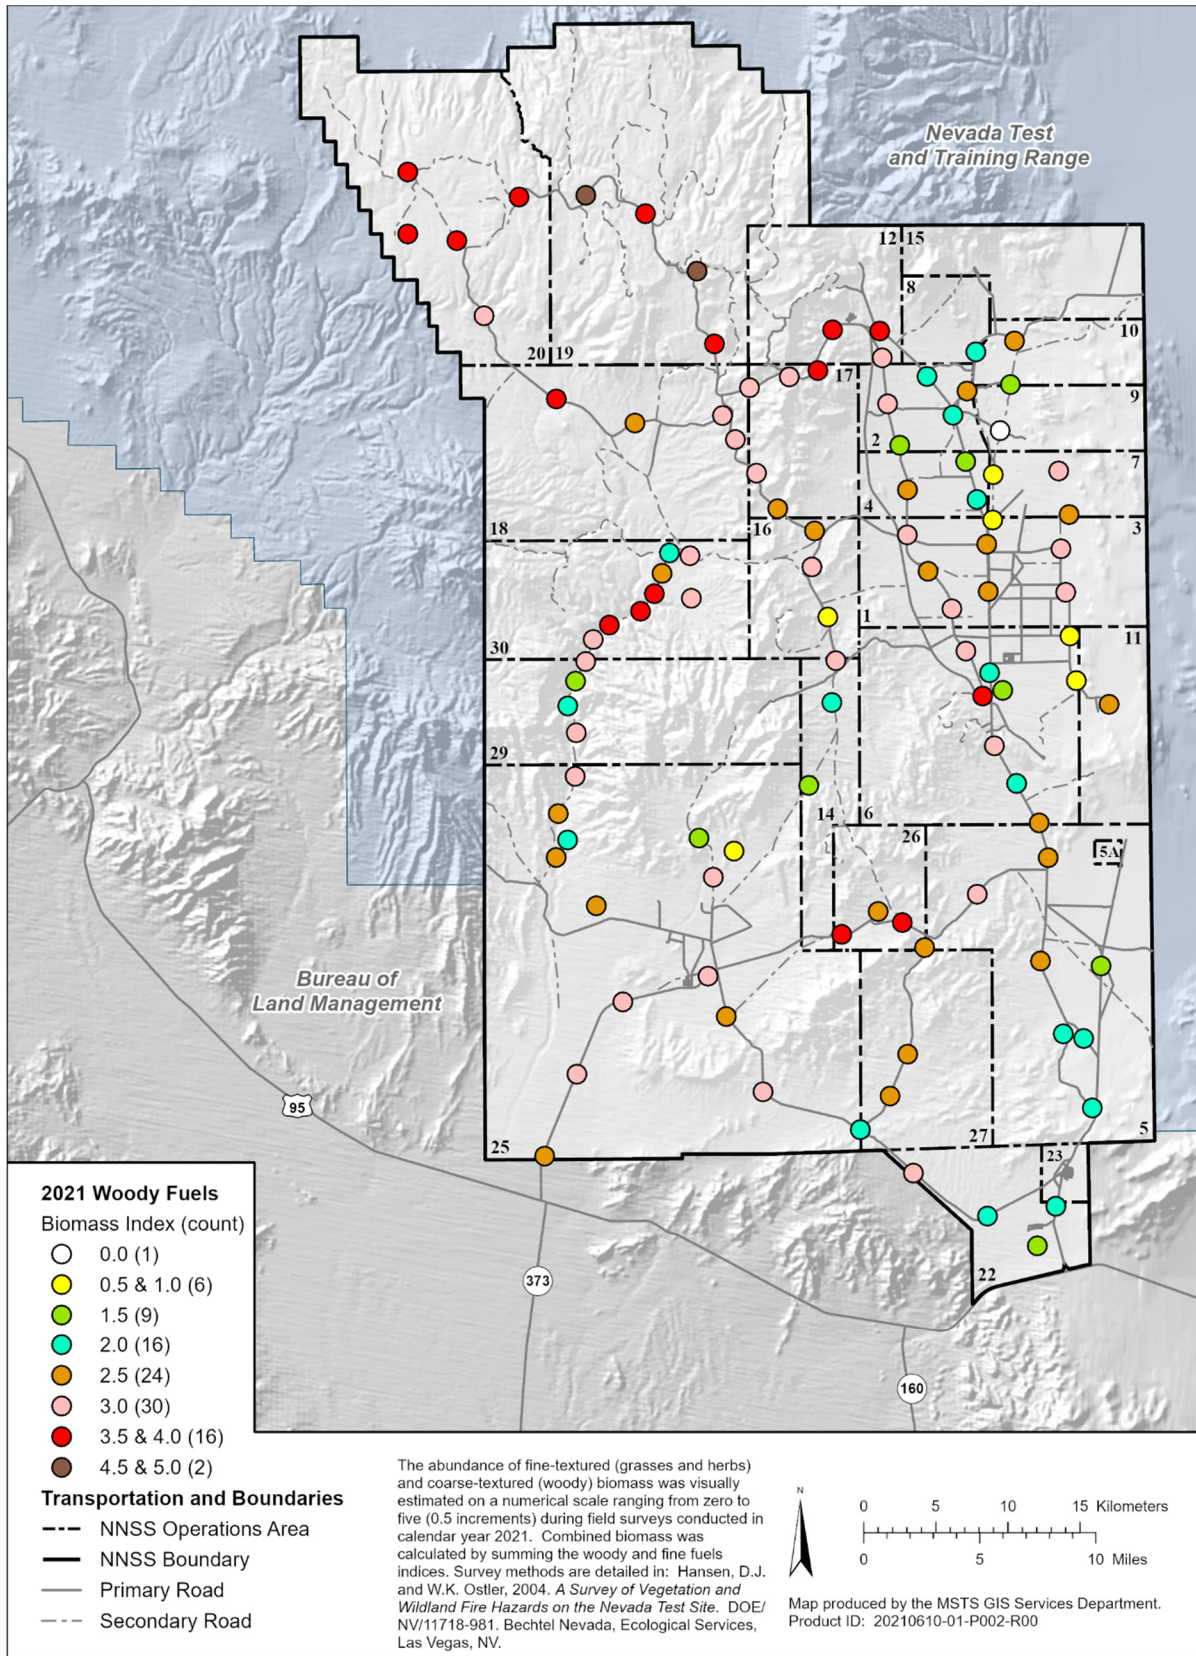 Nevada Test
and Training Range
12
15
8
10
20
19
17
9
2
7
18
16
4
3
1
11
30
29
14
6
26
5A
Bureau of
Land Management
95
25
27
5
23
22
373
160
2021 Woody Fuels
Biomass Index (count)
0.0 (1)
0.5 & 1.0 (6)
1.5 (9)
2.0 (16)
2.5 (24)
3.0 (30)
3.5 & 4.0 (16)
4.5 & 5.0 (2)
Transportation and Boundaries
NNSS Operations Area
NNSS Boundary
Primary Road
Secondary Road
The abundance of fine-textured (grasses and herbs)
and coarse-textured (woody) biomass was visually
estimated on a numerical scale ranging from zero to
five (0.5 increments) during field surveys conducted in
calendar year 2021. Combined biomass was
calculated by summing the woody and fine fuels
indices. Survey methods are detailed in: Hansen, D.J.
and W.K. Ostler, 2004. A Survey of Vegetation and
Wildland Fire Hazards on the Nevada Test Site. DOE/
NV/11718-981. Bechtel Nevada, Ecological Services,
Las Vegas, NV.
N
0 5 10 15 Kilometers
0 5 10 Miles
Map produced by the MSTS GIS Services Department.
Product ID: 20210610-01-P002-R00